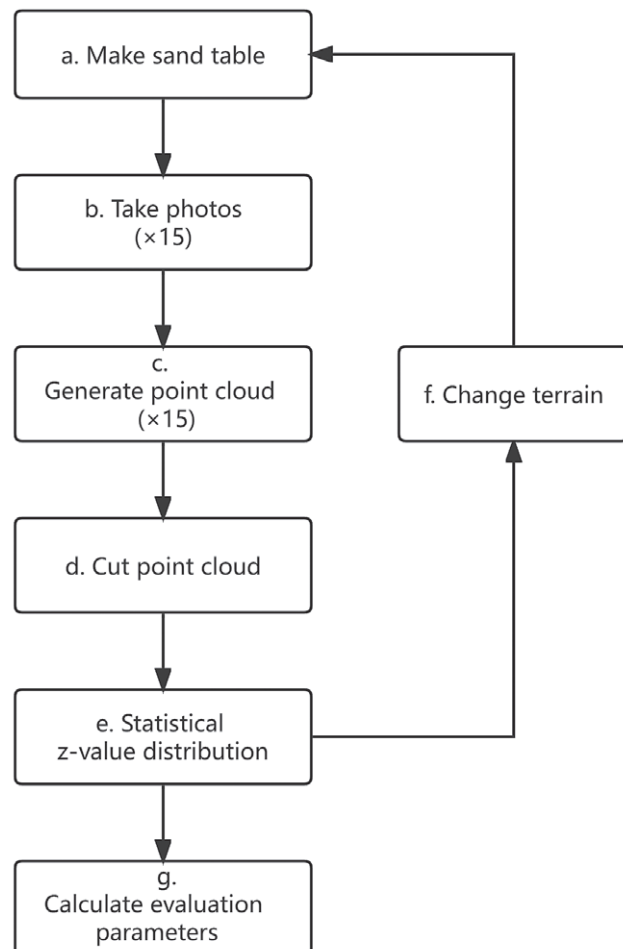 a. Make sand table
b. Take photos
(×15)
c.
Generate point cloud
(×15)
f. Change terrain
d. Cut point cloud
e. Statistical
z-value distribution
g.
Calculate evaluation
parameters